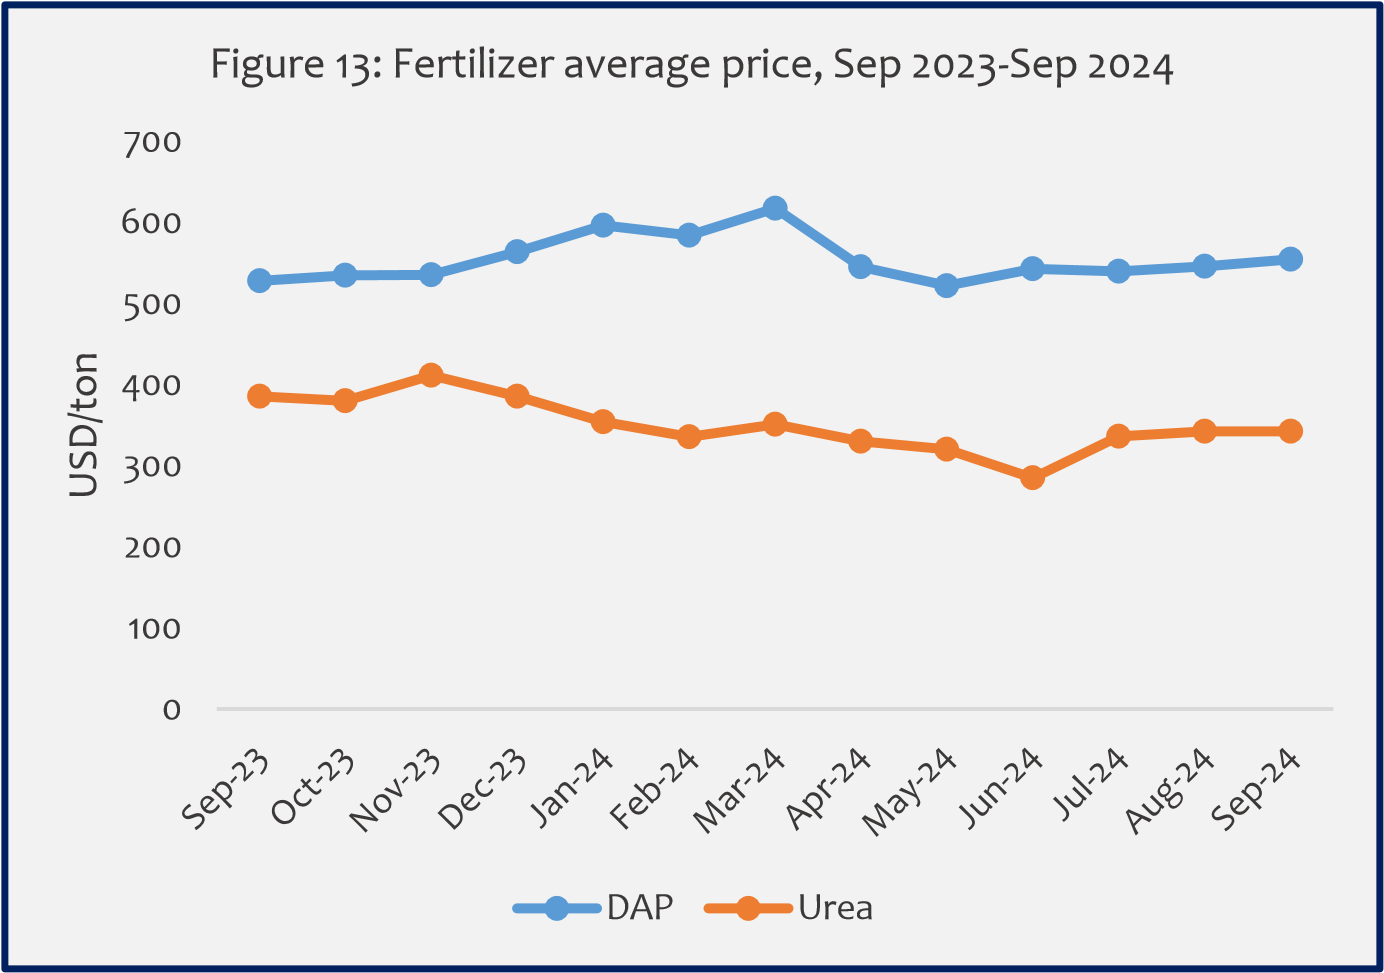 Figure 13: Fertilizer average price, Sep 2023-Sep 2024
700
600
500
400
300
200
100
0
USD/ton
Sep-23
Oct-23
Nov-23
Dec-23
Jan-24
Feb-24
Mar-24
Apr-24
May-24
Jun-24
Jul-24
Aug-24
Sep-24
DAP
Urea